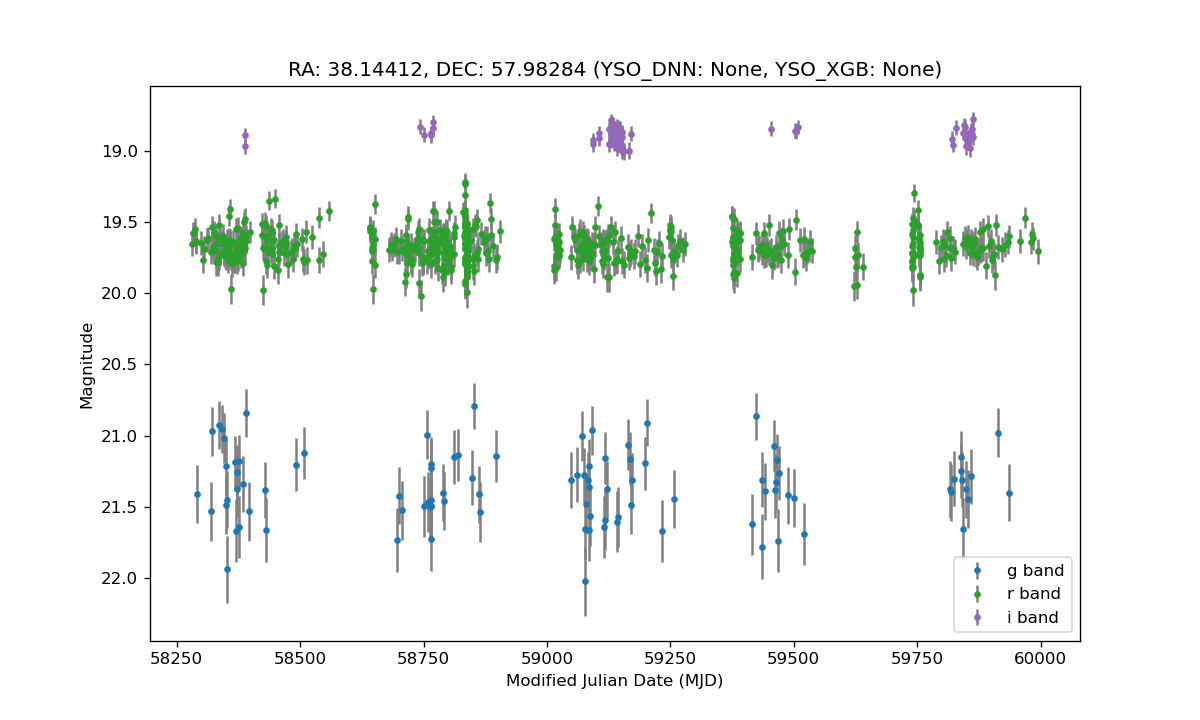 RA: 38.14412, DEC: 57.98284 (YSO_DNN: None, YSO_XGB: None)
19.0
19.5
20.0
20.5
21.0
21.5
22.0
Magnitude
g band
r band
i band
58250 58500 58750 59000 59250 59500 59750 60000
Modified Julian Date (MJD)